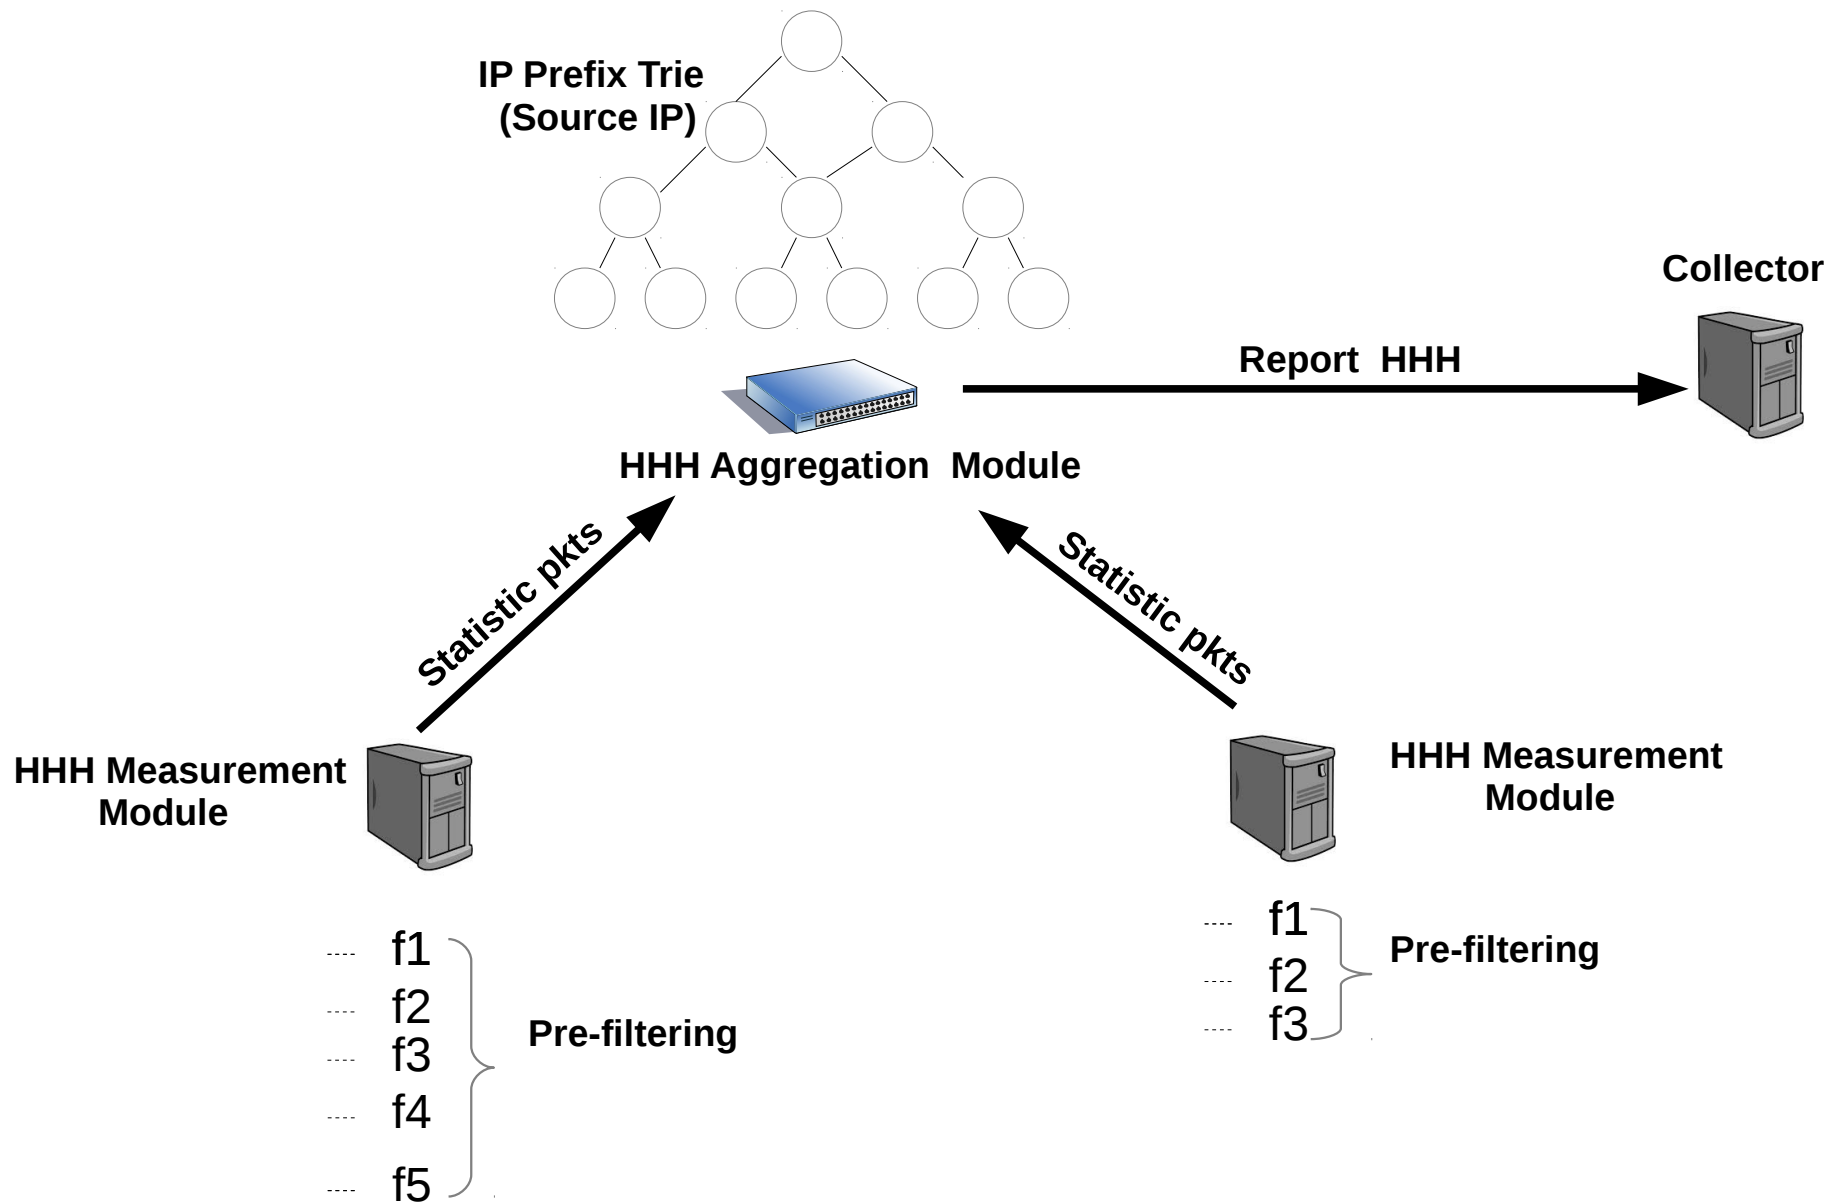 IP Prefix Trie
(Source IP)
Collector
Report HHH
HHH Aggregation Module
Statistic pkts
Statistic pkts
HHH Measurement
Module
HHH Measurement
Module
f1
f2
f3
f4
f5
Pre-filtering
f1
f2
f3
Pre-filtering